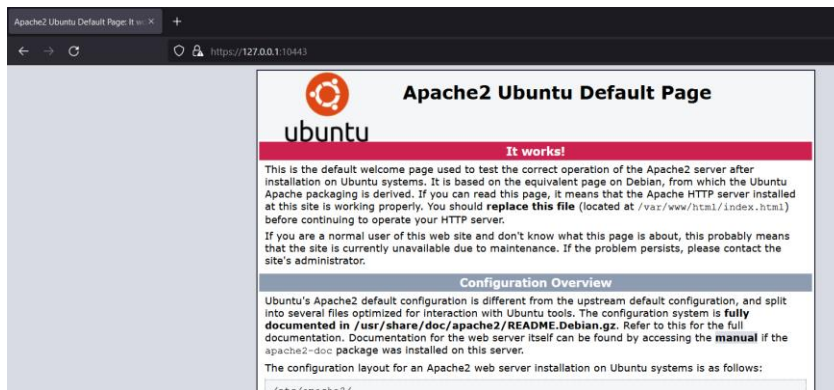 Apache2 Ubuntu Default Page: It wo
https://127.0.0.1:10443
Apache2 Ubuntu Default Page
ubuntu
It works!
This is the default welcome page used to test the correct operation of the Apache2 server after
installation on Ubuntu systems. It is based on the equivalent page on Debian, from which the Ubuntu
Apache packaging is derived. If you can read this page, it means that the Apache HTTP server installed
at this site is working properly. You should replace this file (located at /var/www/html/index.html)
before continuing to operate your HTTP server.
If you are a normal user of this web site and don't know what this page is about, this probably means
that the site is currently unavailable due to maintenance. If the problem persists, please contact the
site's administrator.
Configuration Overview
Ubuntu's Apache2 default configuration is different from the upstream default configuration, and split
into several files optimized for interaction with Ubuntu tools. The configuration system is fully
documented in /usr/share/doc/apache2/README.Debian.gz. Refer to this for the full
documentation. Documentation for the web server itself can be found by accessing the manual if the
apache2-doc package was installed on this server.
The configuration layout for an Apache2 web server installation on Ubuntu systems is as follows:
/etc/apache2/